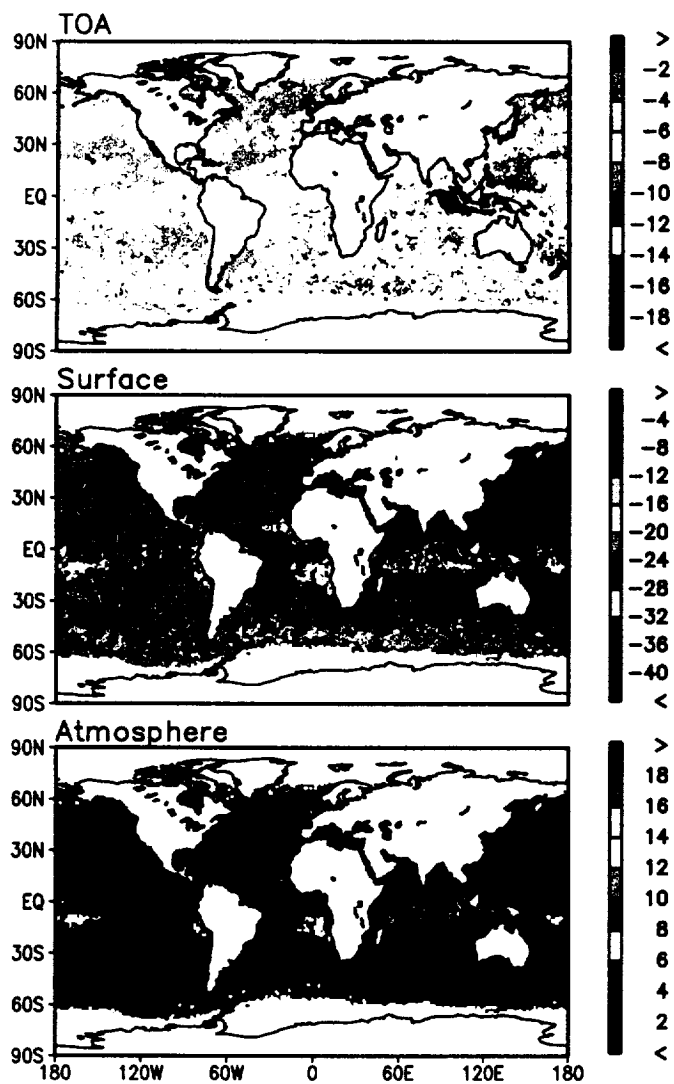 TOA
90N
60N
30N
EQ
30S
60S
90S
>
-2
-4
-6
-8
-10
-12
-14
-16
-18
<
Surface
90N
60N
30N
EQ
30S
60S
90S
>
-4
-8
-12
-16
-20
-24
-28
-32
-36
-40
<
Atmosphere
90N
60N
30N
EQ
30S
60S
90S
180 120W 60W 0 60E 120E 180
>
18
16
14
12
10
8
6
4
2
<